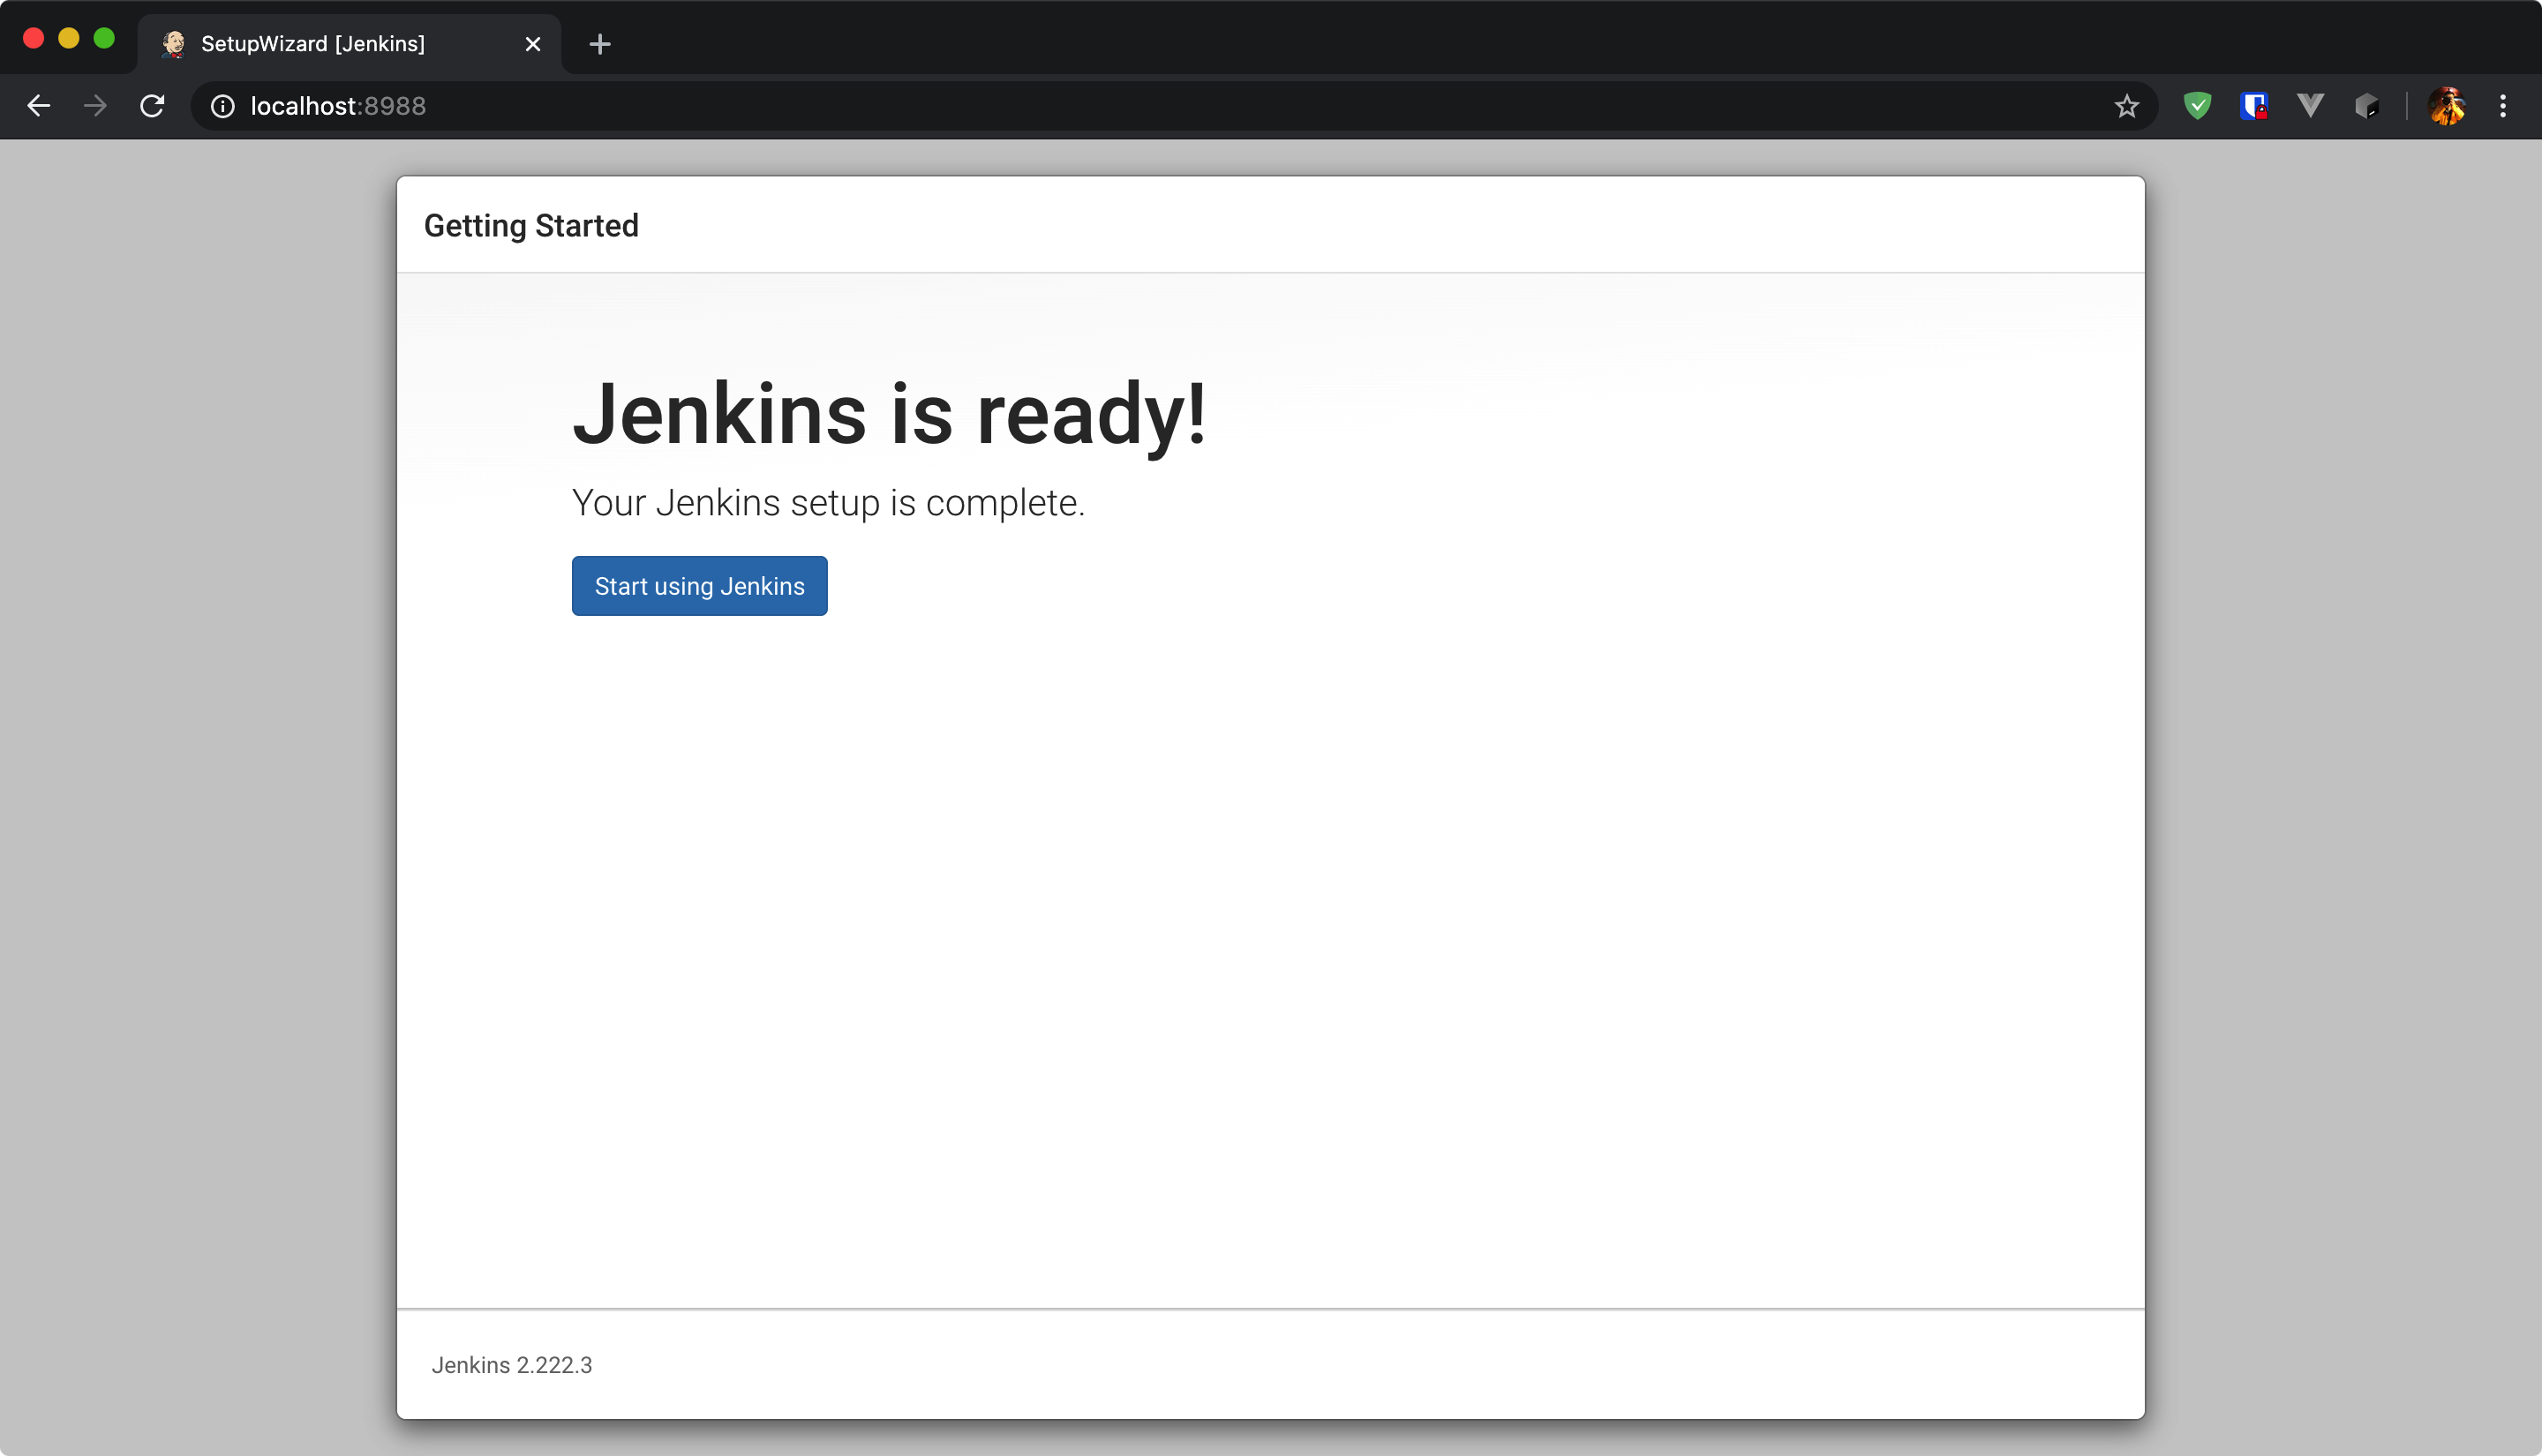 SetupWizard [Jenkins]
localhost:8988
Getting Started
Jenkins is ready!
Your Jenkins setup is complete.
Start using Jenkins
Jenkins 2.222.3